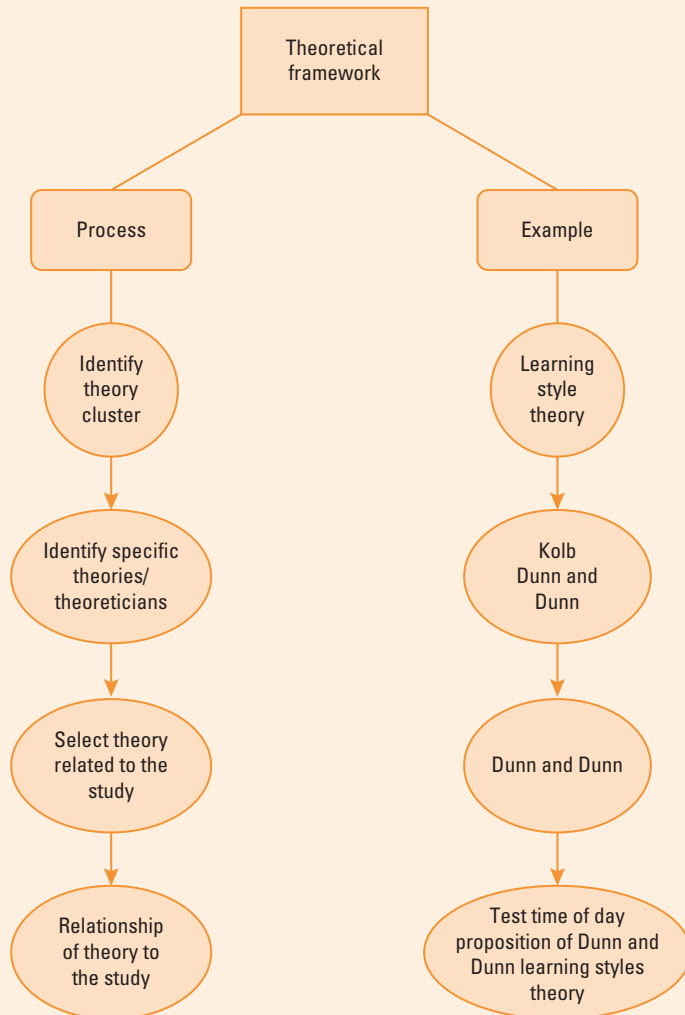 Theoretical
framework
Process
Example
Identify
theory
cluster
Learning
style
theory
Identify specific
theories/
theoreticians
Kolb
Dunn and
Dunn
Select theory
related to the
study
Dunn and Dunn
Relationship
of theory to
the study
Test time of day
proposition of Dunn and
Dunn learning styles
theory